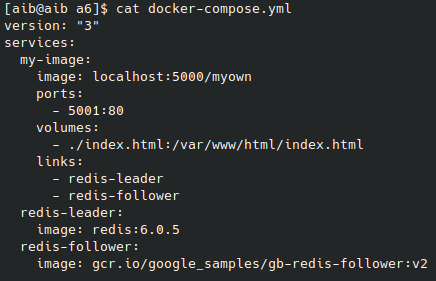 [aib@aib a6]$ cat docker-compose.yml
version: "3"
services:
  my-image:
    image: localhost:5000/myown
    ports:
      - 5001:80
    volumes:
      - ./index.html:/var/www/html/index.html
    links:
      - redis-leader
      - redis-follower
  redis-leader:
    image: redis:6.0.5
  redis-follower:
    image: gcr.io/google_samples/gb-redis-follower:v2